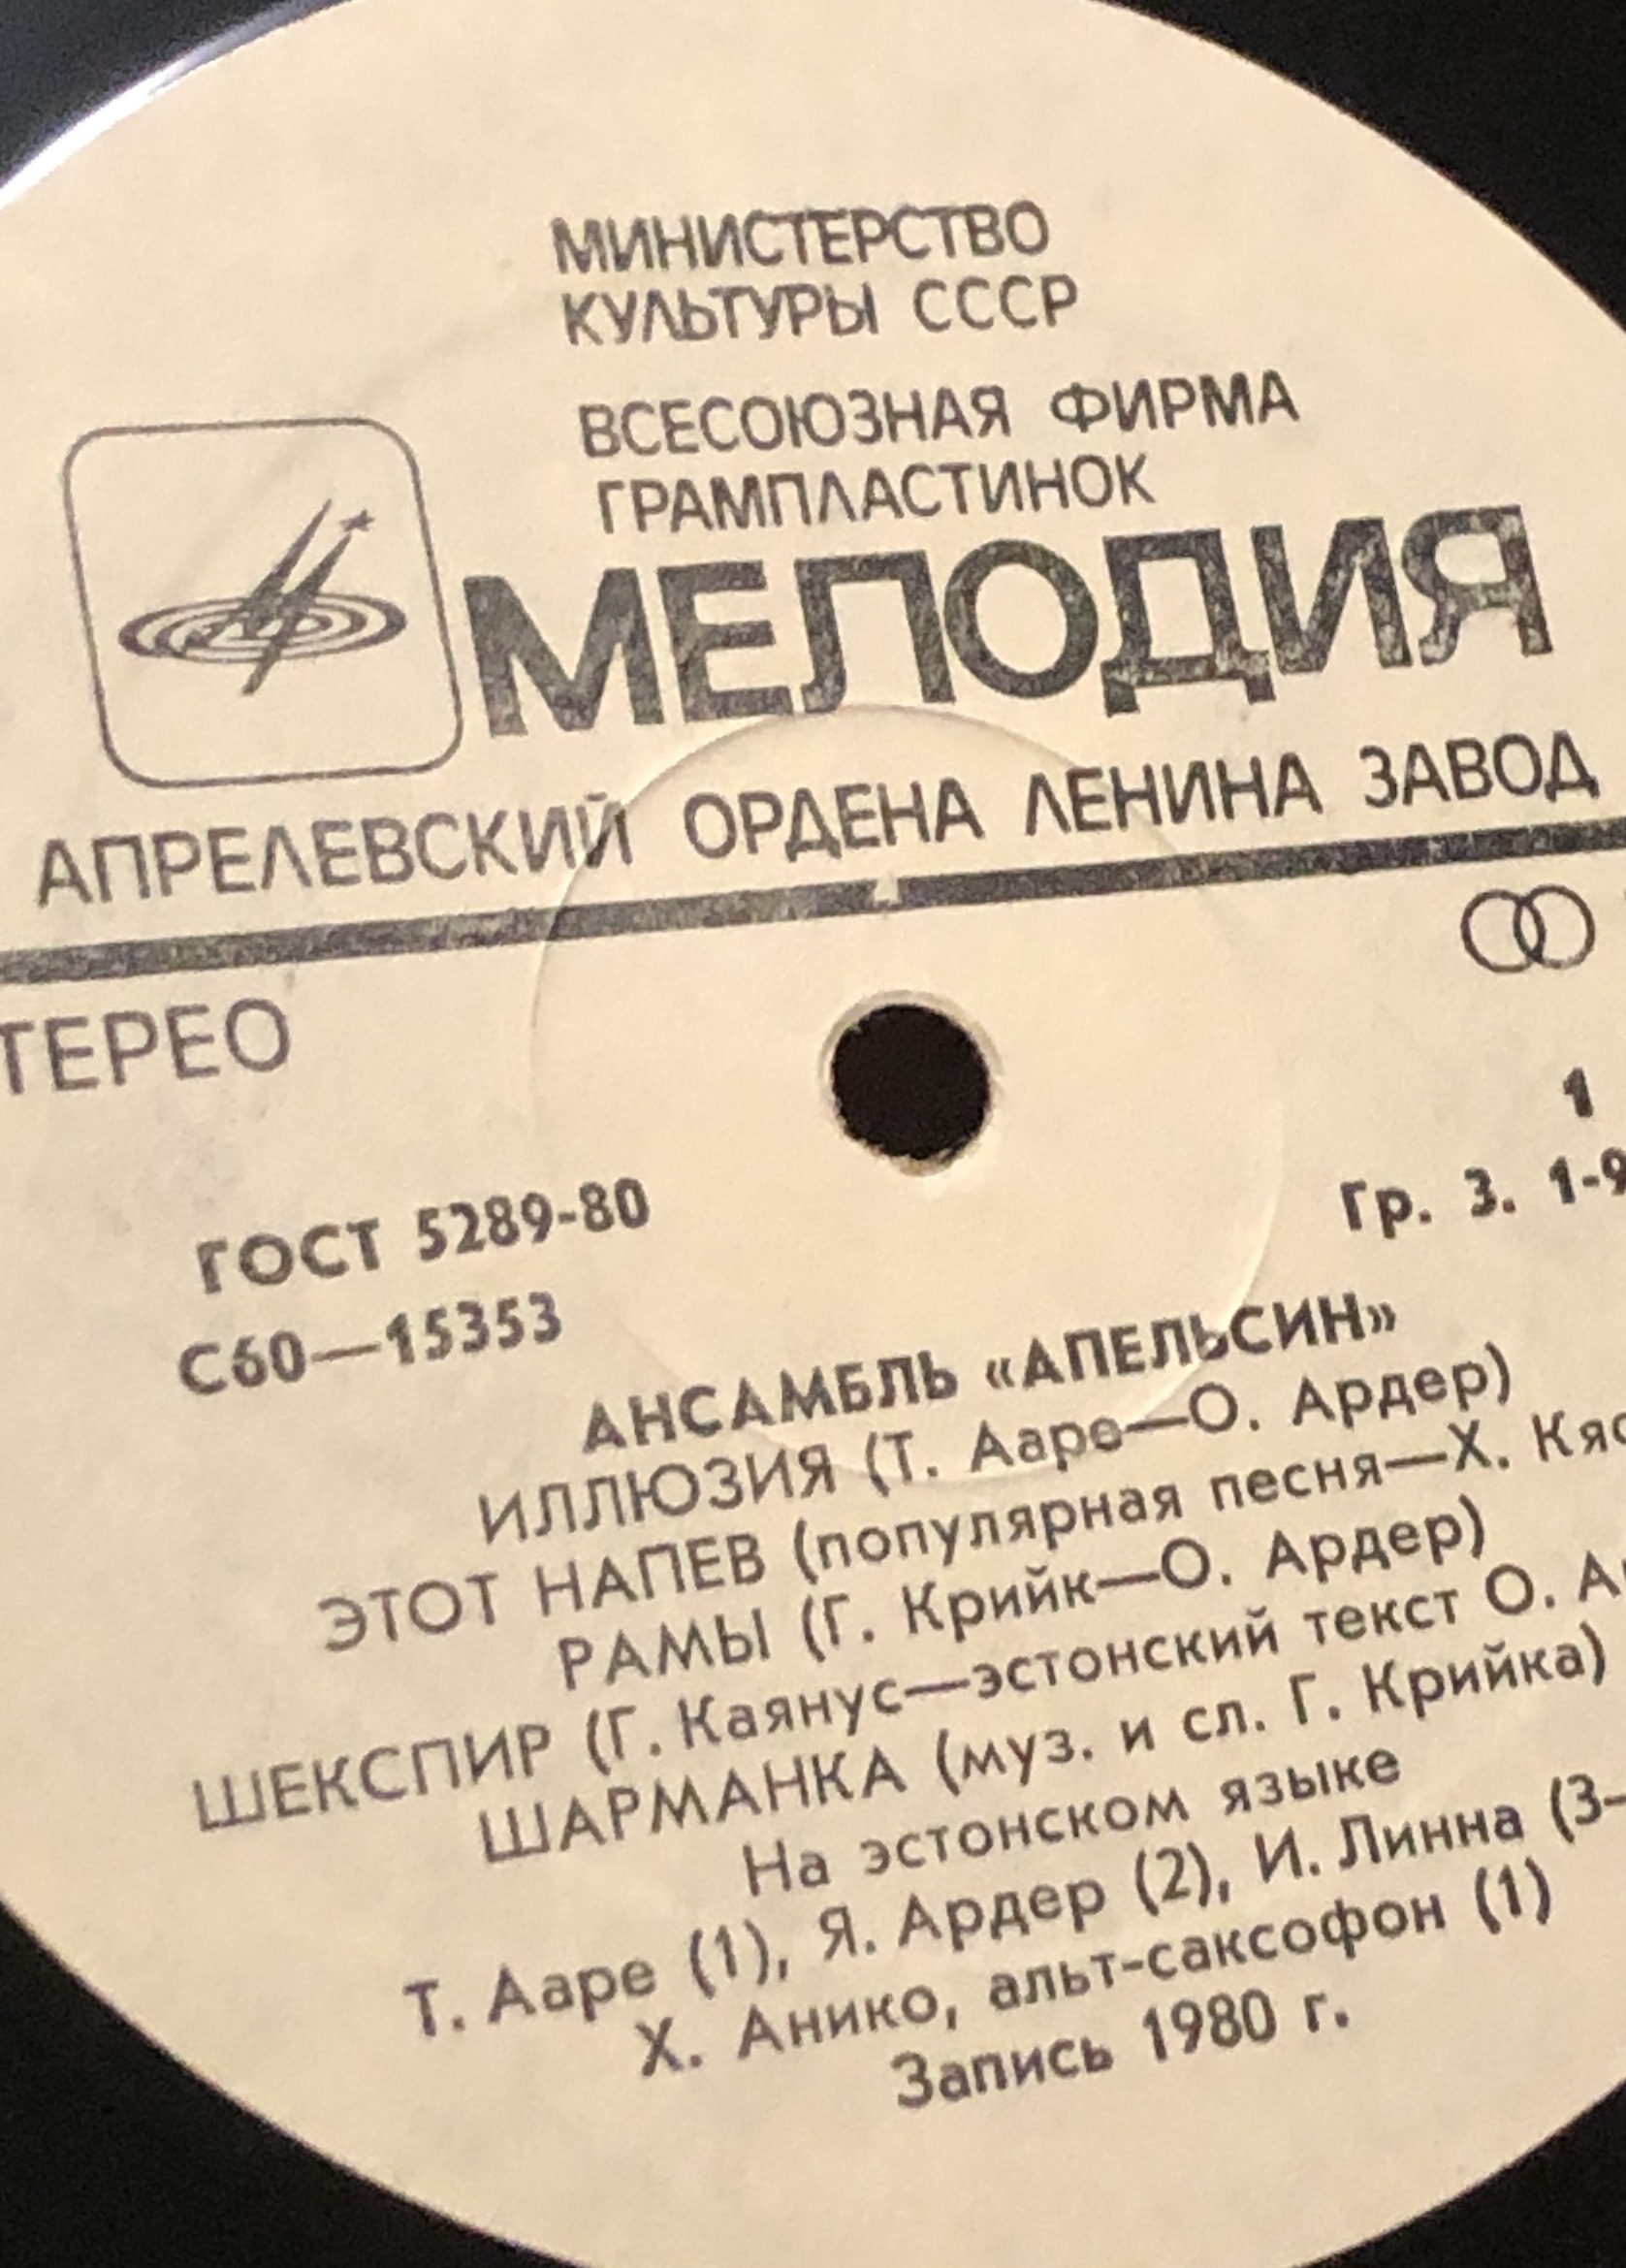 МИНИСТЕРСТВО
КУЛЬТУРЫ СССР
ВСЕСОЮЗНАЯ ФИРМА
ГРАМПЛАСТИНОК
МЕЛОДИЯ
АПРЕЛЕВСКИЙ ОРДЕНА ЛЕНИНА ЗАВОД
ТЕРЕО
1
ГОСТ 5289-80
Гр. 3. 1-9
С60—15353
АНСАМБЛЬ «АПЕЛЬСИН»
ИЛЛЮЗИЯ (Т. Ааре—О. Ардер)
ЭТОТ НАПЕВ (популярная песня—Х. Кяс
РАМЫ (Г. Крийк—О. Ардер)
ШЕКСПИР (Г. Каянус—эстонский текст О. А
ШАРМАНКА (муз. и сл. Г. Крийка)
На эстонском языке
Т. Ааре (1), Я. Ардер (2), И. Линна (3—
Х. Анико, альт-саксофон (1)
Запись 1980 г.